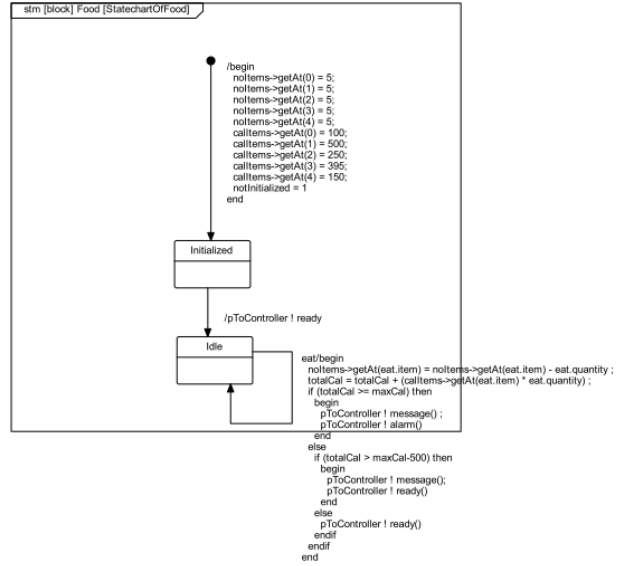 stm [block] Food [StatechartOfFood]
/begin
noItems->getAt(0) = 5;
noItems->getAt(1) = 5;
noItems->getAt(2) = 5;
noItems->getAt(3) = 5;
noItems->getAt(4) = 5;
calItems->getAt(0) = 100;
calItems->getAt(1) = 500;
calItems->getAt(2) = 250;
calItems->getAt(3) = 395;
calItems->getAt(4) = 150;
notInitialized = 1
end
Initialized
/pToController ! ready
Idle
eat/begin
noItems->getAt(eat.item) = noItems->getAt(eat.item) - eat.quantity ;
totalCal = totalCal + (calItems->getAt(eat.item) * eat.quantity) ;
if (totalCal >= maxCal) then
begin
pToController ! message() ;
pToController ! alarm()
end
else
if (totalCal > maxCal-500) then
begin
pToController ! message();
pToController ! ready()
end
else
pToController ! ready()
endif
endif
end